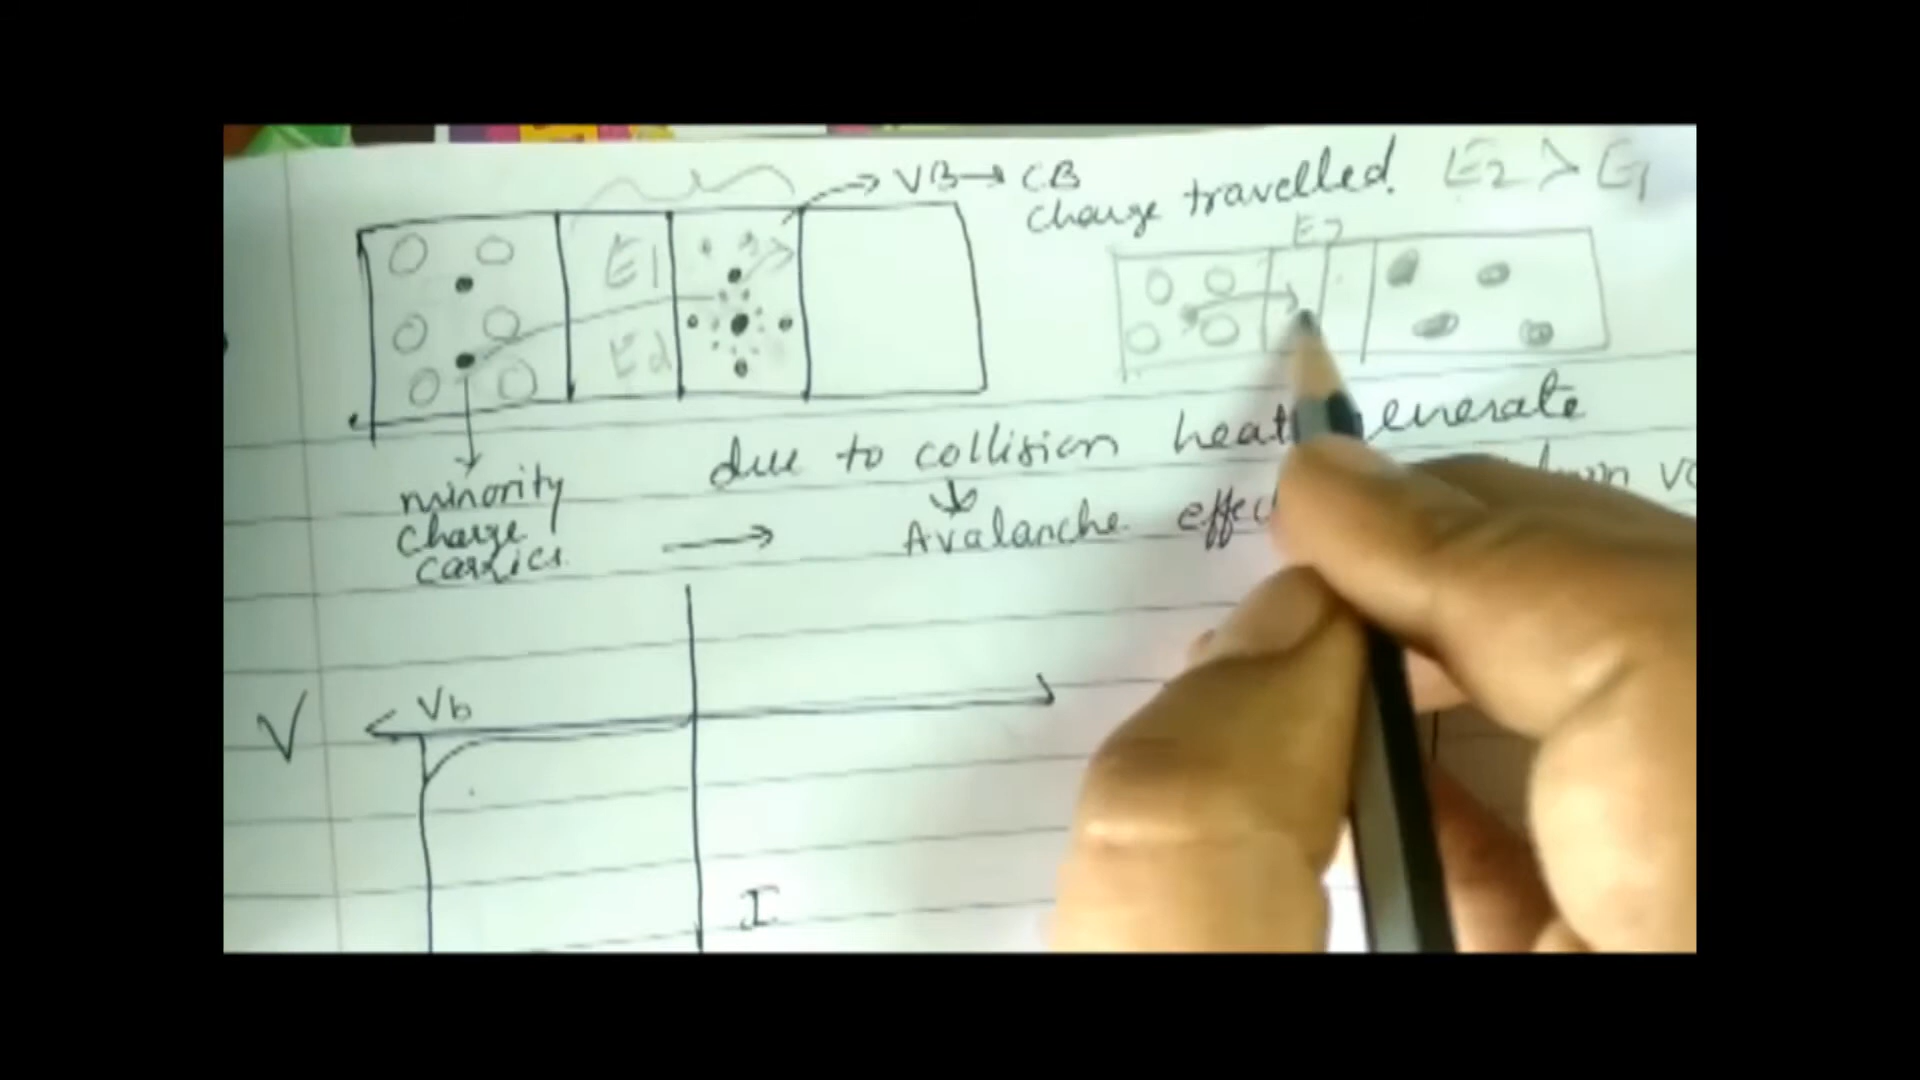 VB → CB
charge travelled.
E2 > E1
E1
E2
E2
minority
charge
carries
due to collision heat generate
↓
→ Avalanche effect
Vb
V
I